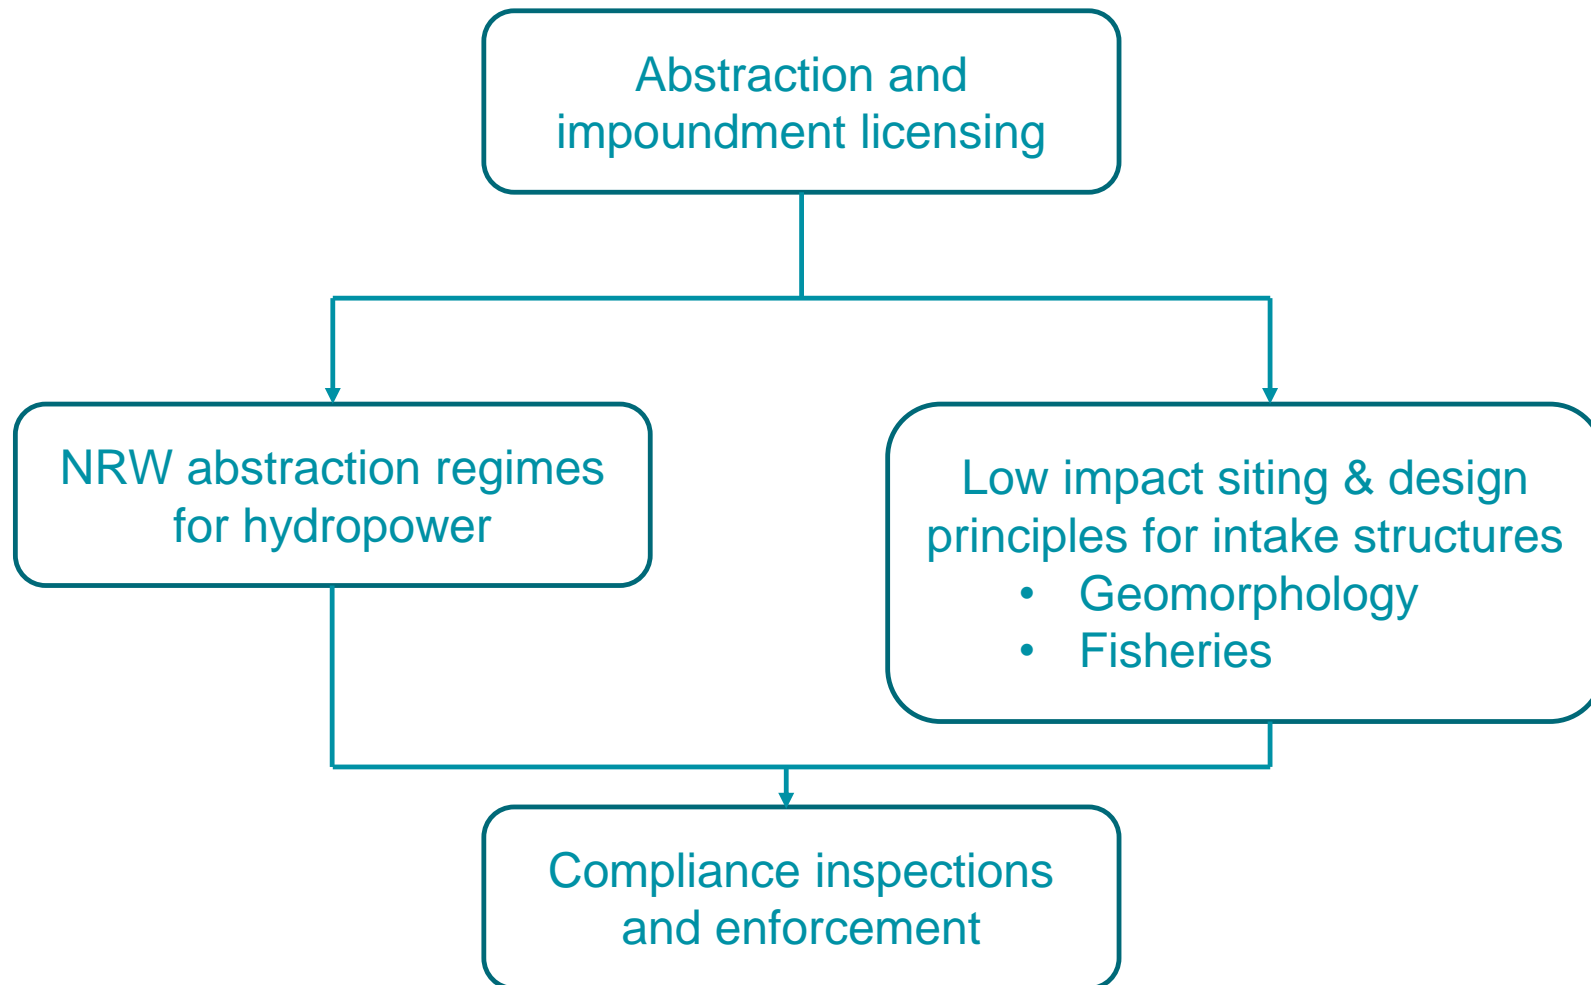 Abstraction and
impoundment licensing
NRW abstraction regimes
for hydropower
Low impact siting & design
principles for intake structures
• Geomorphology
• Fisheries
Compliance inspections
and enforcement